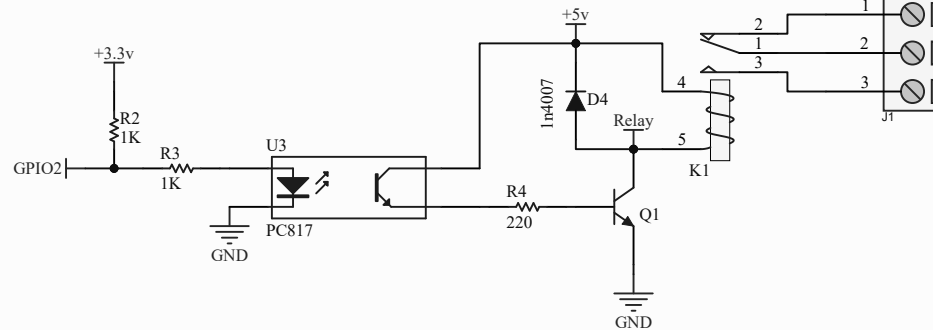 +5v
1
2
+3.3v
1
2
3
3
4
1n4007
D4
J1
R2
1K
Relay
U3
5
GPIO2
R3
1K
K1
R4
220
Q1
PC817
GND
GND